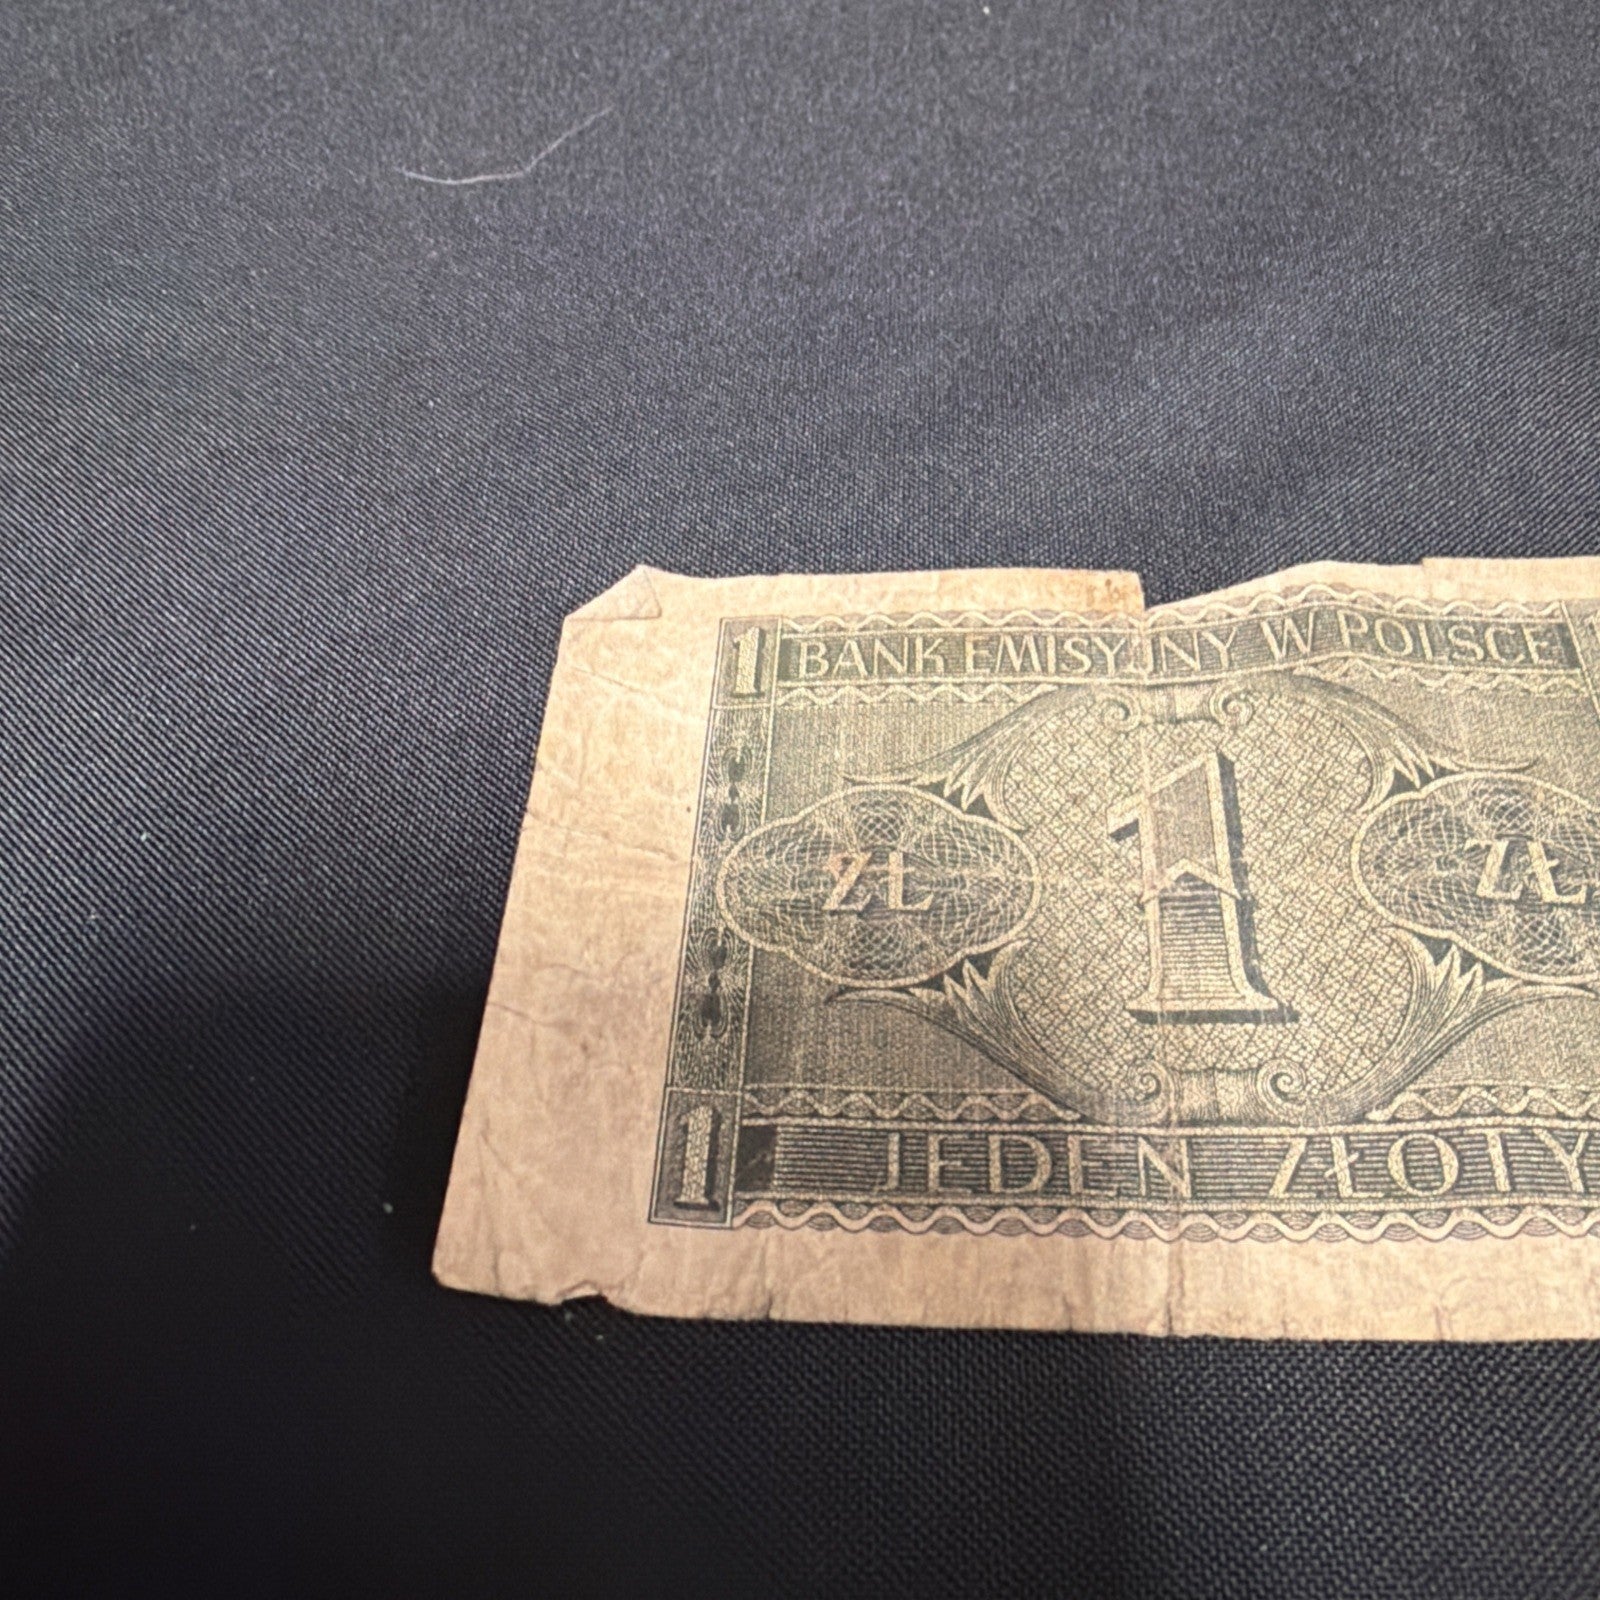 1 BANK EMISYJNY W POLSCE
ZŁ 1 ZŁ
1 JEDEN ZŁOTY